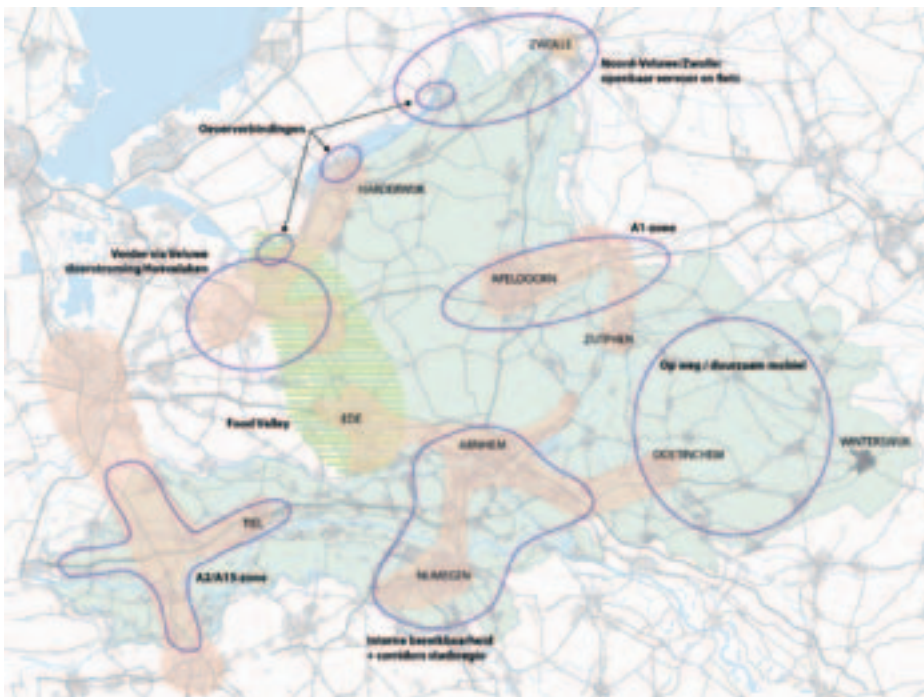 ZWOLLE
Noord-Veluwe/Zwolle:
openbaar vervoer en fiets
Oeververbindingen
HARDERWIJK
A1-zone
Verder via Veluwe
doorstroming/Hoevelaken
APELDOORN
ZUTPHEN
Op weg / duurzaam mobiel
Food Valley
EDE
ARNHEM
DOETINCHEM
WINTERSWIJK
TIEL
A2/A15-zone
NIJMEGEN
Interne bereikbaarheid
+ corridors stadsregio